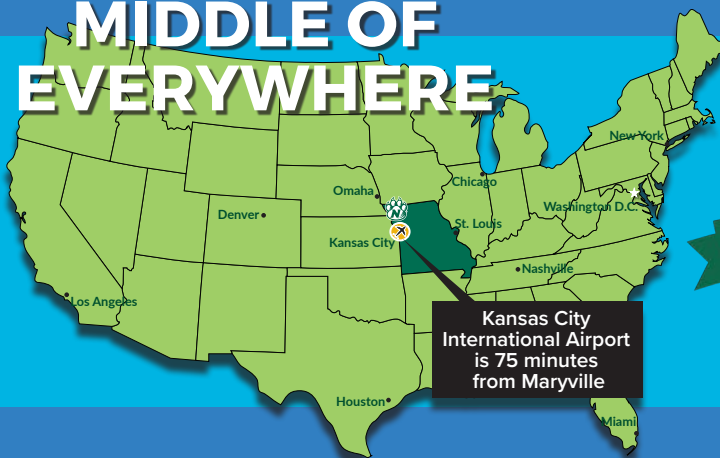 MIDDLE OF
EVERYWHERE
New York
Chicago
Omaha
Washington D.C.
Denver
St. Louis
N
Kansas City
Nashville
Los Angeles
Kansas City
International Airport
is 75 minutes
from Maryville
Houston
Miami